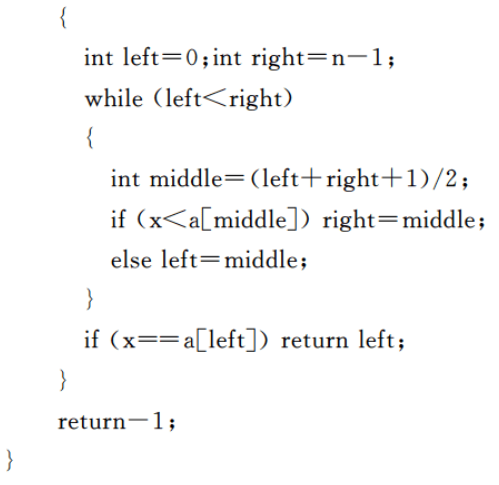 {
int left=0;int right=n-1;
while (left<right)
{
int middle=(left+right+1)/2;
if (x<a[middle]) right=middle;
else left=middle;
}
if (x==a[left]) return left;
}
return-1;
}